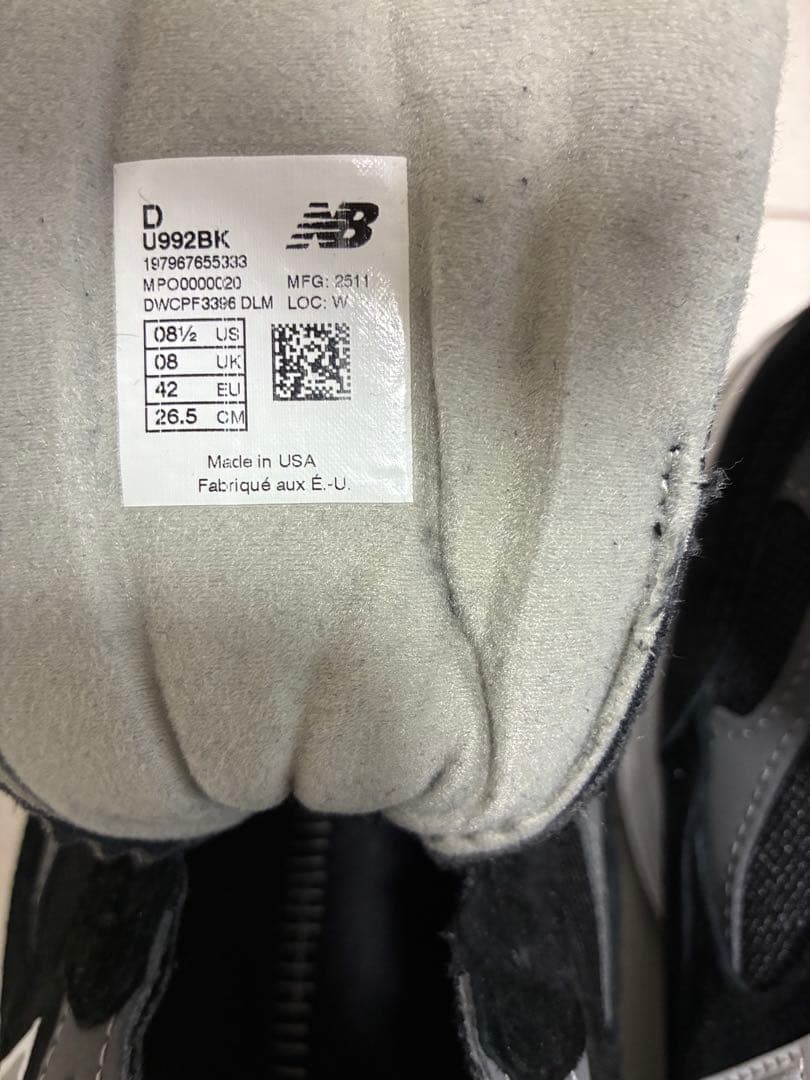 D
U992BK
NB
197967655333
MPO0000020 MFG: 2511
DWCPF3396 DLM LOC: W
08½ US
08 UK
42 EU
26.5 CM
Made in USA
Fabriqué aux É.-U.